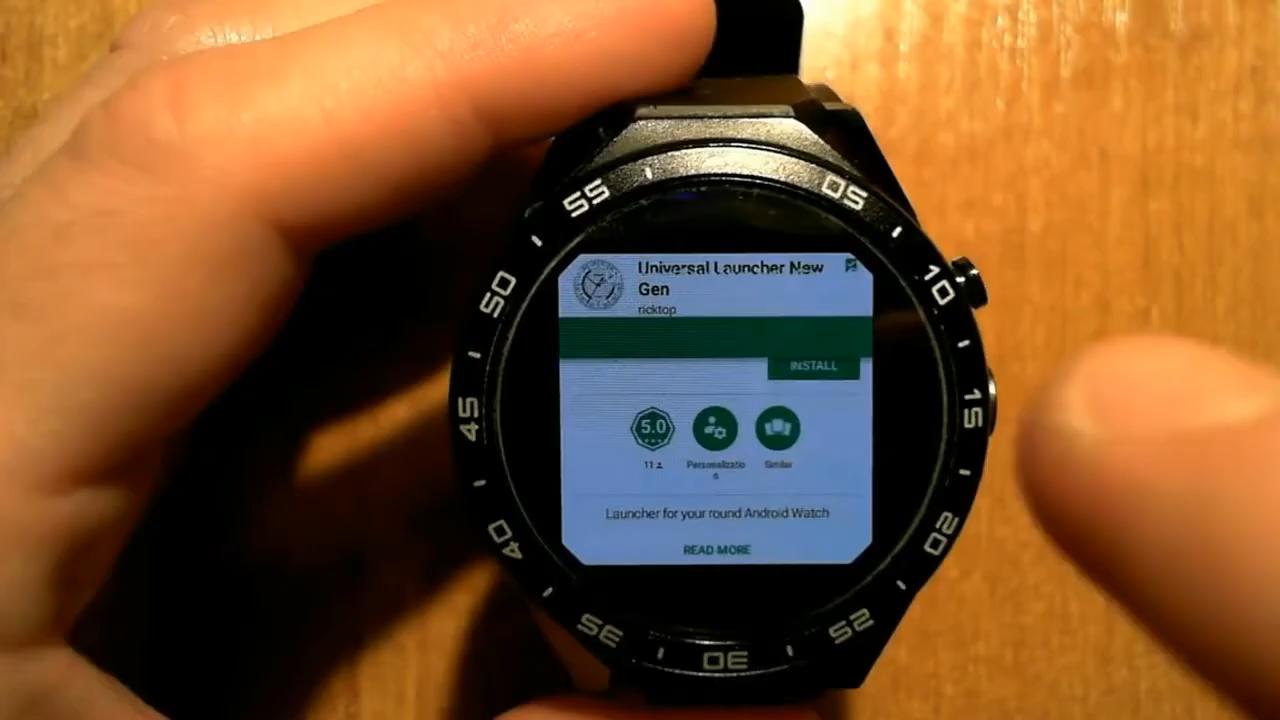 Universal Launcher New
Gen
ricktop
INSTALL
5.0
11
Personalizatio
n
Similar
Launcher for your round Android Watch
READ MORE
05
10
15
20
25
30
35
40
45
50
55